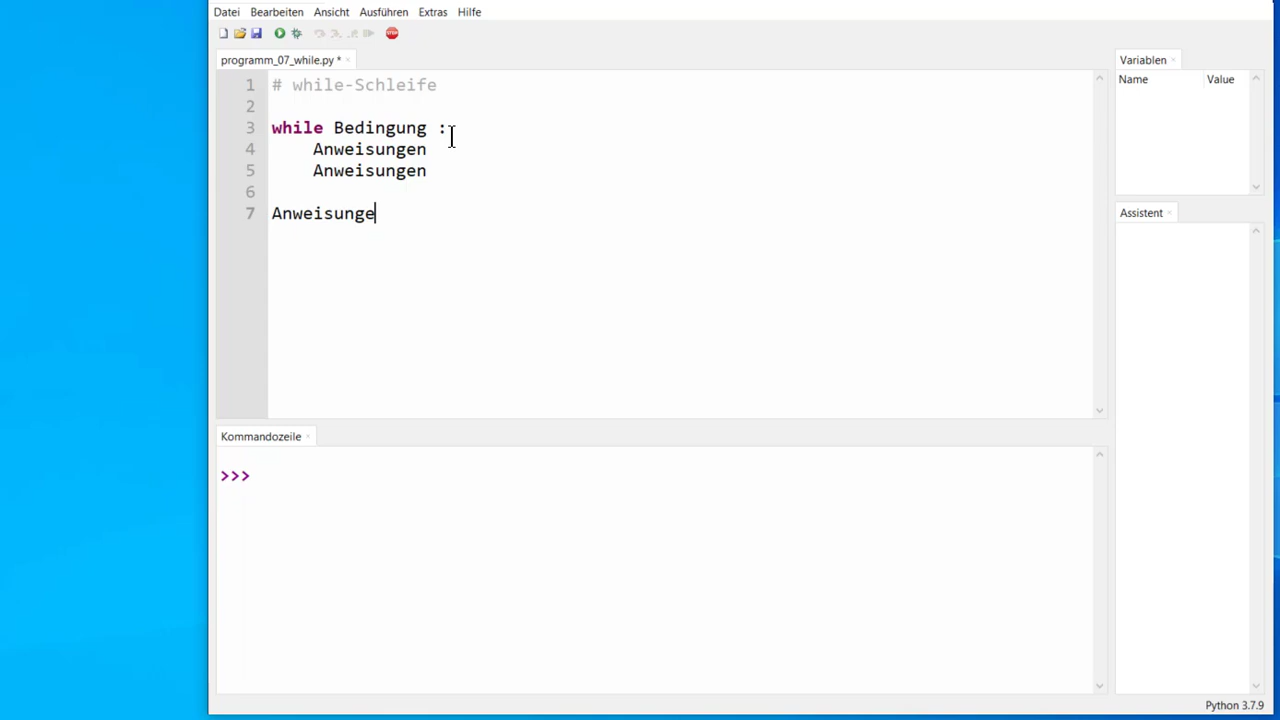 Datei Bearbeiten Ansicht Ausführen Extras Hilfe
programm_07_while.py *
1 # while-Schleife
2
3 while Bedingung :
4 Anweisungen
5 Anweisungen
6
7 Anweisunge
Kommandozeile
>>>
Variablen
Name Value
Assistent
Python 3.7.9